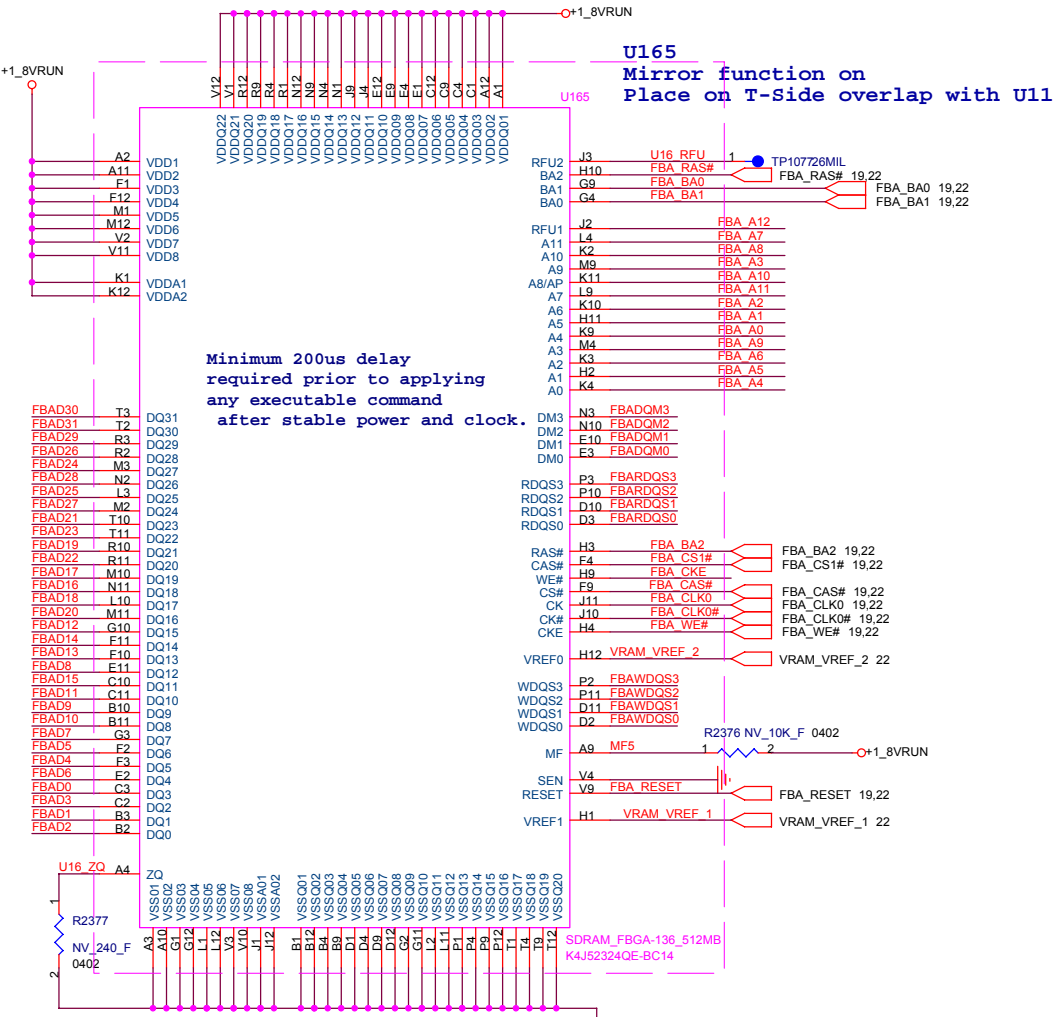 +1_8VRUN
+1_8VRUN
U165
Mirror function on
Place on T-Side overlap with U11
U165
V12 V1 R12 R9 R4 R1 N12 N9 N4 N1 J9 J4 E12 E9 E4 E1 C12 C9 C4 C1 A12 A1
VDDQ22 VDDQ21 VDDQ20 VDDQ19 VDDQ18 VDDQ17 VDDQ16 VDDQ15 VDDQ14 VDDQ13 VDDQ12 VDDQ11 VDDQ10 VDDQ09 VDDQ08 VDDQ07 VDDQ06 VDDQ05 VDDQ04 VDDQ03 VDDQ02 VDDQ01
A2 VDD1
A11 VDD2
F1 VDD3
F12 VDD4
M1 VDD5
M12 VDD6
V2 VDD7
V11 VDD8
K1 VDDA1
K12 VDDA2
RFU2 J3 U16_RFU 1 TP107726MIL
BA2 H10 FBA_RAS# FBA_RAS# 19,22
BA1 G9 FBA_BA0 FBA_BA0 19,22
BA0 G4 FBA_BA1 FBA_BA1 19,22
RFU1 J2 FBA_A12
A11 L4 FBA_A7
A10 K2 FBA_A8
A9 M9 FBA_A3
A8/AP K11 FBA_A10
A7 L9 FBA_A11
A6 K10 FBA_A2
A5 H11 FBA_A1
A4 K9 FBA_A0
A3 M4 FBA_A9
A2 K3 FBA_A6
A1 H2 FBA_A5
A0 K4 FBA_A4
Minimum 200us delay
required prior to applying
any executable command
after stable power and clock.
FBAD30 T3 DQ31
FBAD31 T2 DQ30
FBAD29 R3 DQ29
FBAD26 R2 DQ28
FBAD24 M3 DQ27
FBAD28 N2 DQ26
FBAD25 L3 DQ25
FBAD27 M2 DQ24
FBAD21 T10 DQ23
FBAD23 T11 DQ22
FBAD19 R10 DQ21
FBAD22 R11 DQ20
FBAD17 M10 DQ19
FBAD16 N11 DQ18
FBAD18 L10 DQ17
FBAD20 M11 DQ16
FBAD12 G10 DQ15
FBAD14 F11 DQ14
FBAD13 F10 DQ13
FBAD8 E11 DQ12
FBAD15 C10 DQ11
FBAD11 C11 DQ10
FBAD9 B10 DQ9
FBAD10 B11 DQ8
FBAD7 G3 DQ7
FBAD5 F2 DQ6
FBAD4 F3 DQ5
FBAD6 E2 DQ4
FBAD0 C3 DQ3
FBAD3 C2 DQ2
FBAD1 B3 DQ1
FBAD2 B2 DQ0
DM3 N3 FBADQM3
DM2 N10 FBADQM2
DM1 E10 FBADQM1
DM0 E3 FBADQM0
RDQS3 P3 FBARDQS3
RDQS2 P10 FBARDQS2
RDQS1 D10 FBARDQS1
RDQS0 D3 FBARDQS0
RAS# H3 FBA_BA2 FBA_BA2 19,22
CAS# F4 FBA_CS1# FBA_CS1# 19,22
WE# H9 FBA_CKE
CS# F9 FBA_CAS# FBA_CAS# 19,22
CK J11 FBA_CLK0 FBA_CLK0 19,22
CK# J10 FBA_CLK0# FBA_CLK0# 19,22
CKE H4 FBA_WE# FBA_WE# 19,22
VREF0 H12 VRAM_VREF_2 VRAM_VREF_2 22
WDQS3 P2 FBAWDQS3
WDQS2 P11 FBAWDQS2
WDQS1 D11 FBAWDQS1
WDQS0 D2 FBAWDQS0
R2376 NV_10K_F 0402
MF A9 MF5 1 2 +1_8VRUN
SEN V4
RESET V9 FBA_RESET FBA_RESET 19,22
VREF1 H1 VRAM_VREF_1 VRAM_VREF_1 22
U16_ZQ A4 ZQ
1
R2377
NV_240_F
0402
2
VSS01 VSS02 VSS03 VSS04 VSS05 VSS06 VSS07 VSS08 VSSA01 VSSA02 VSSQ01 VSSQ02 VSSQ03 VSSQ04 VSSQ05 VSSQ06 VSSQ07 VSSQ08 VSSQ09 VSSQ10 VSSQ11 VSSQ12 VSSQ13 VSSQ14 VSSQ15 VSSQ16 VSSQ17 VSSQ18 VSSQ19 VSSQ20
A3 A10 G1 G12 L1 L12 V3 V10 J1 J12 B1 B12 B4 B9 D1 D4 D9 D12 G2 G11 L2 L11 P1 P4 P9 P12 T1 T4 T9 T12
SDRAM_FBGA-136_512MB
K4J52324QE-BC14